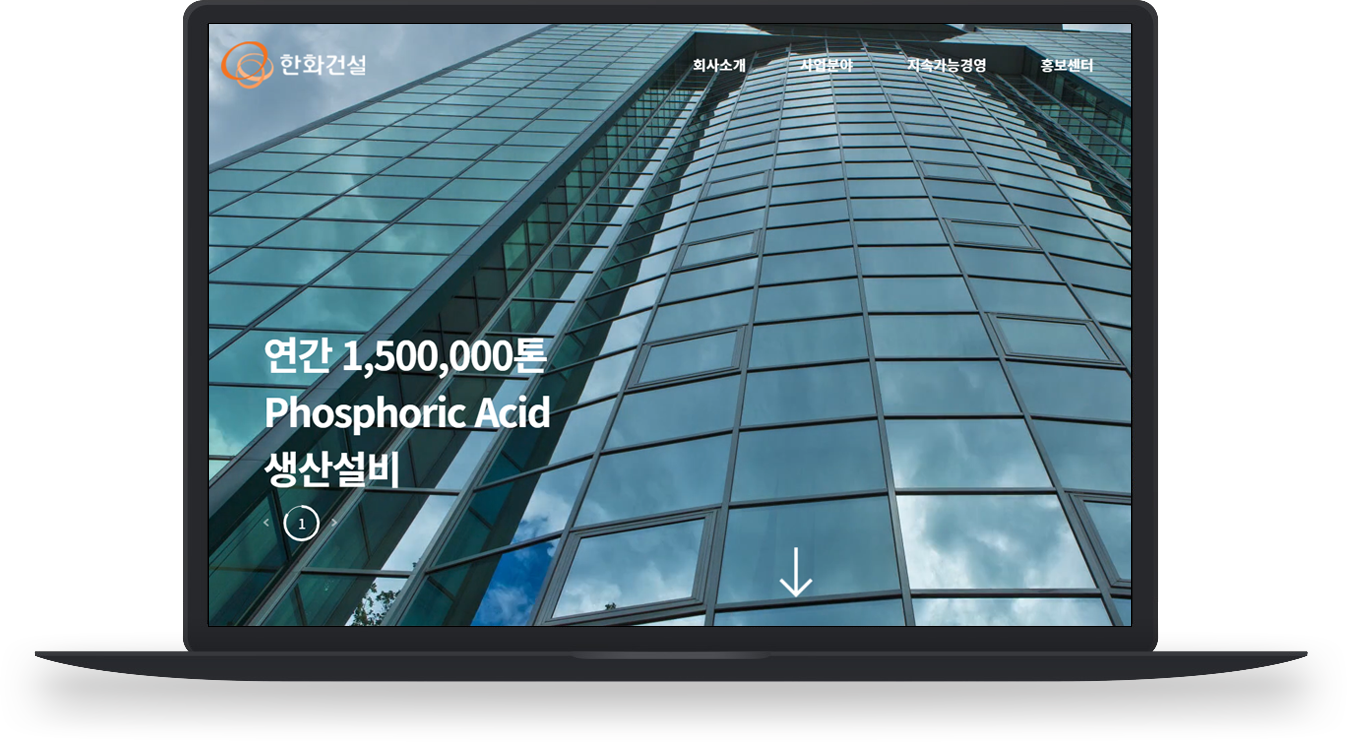 한화건설
회사소개 사업분야 지속가능경영 홍보센터
연간 1,500,000톤
Phosphoric Acid
생산설비
1